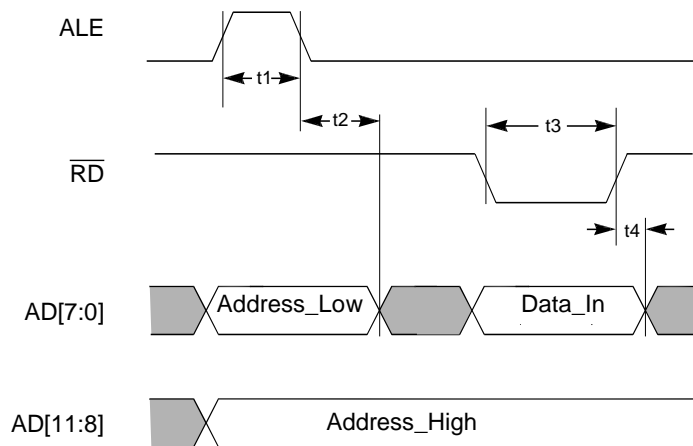 ALE
t1
t2
t3
RD
t4
AD[7:0]
Address_Low
Data_In
AD[11:8]
Address_High